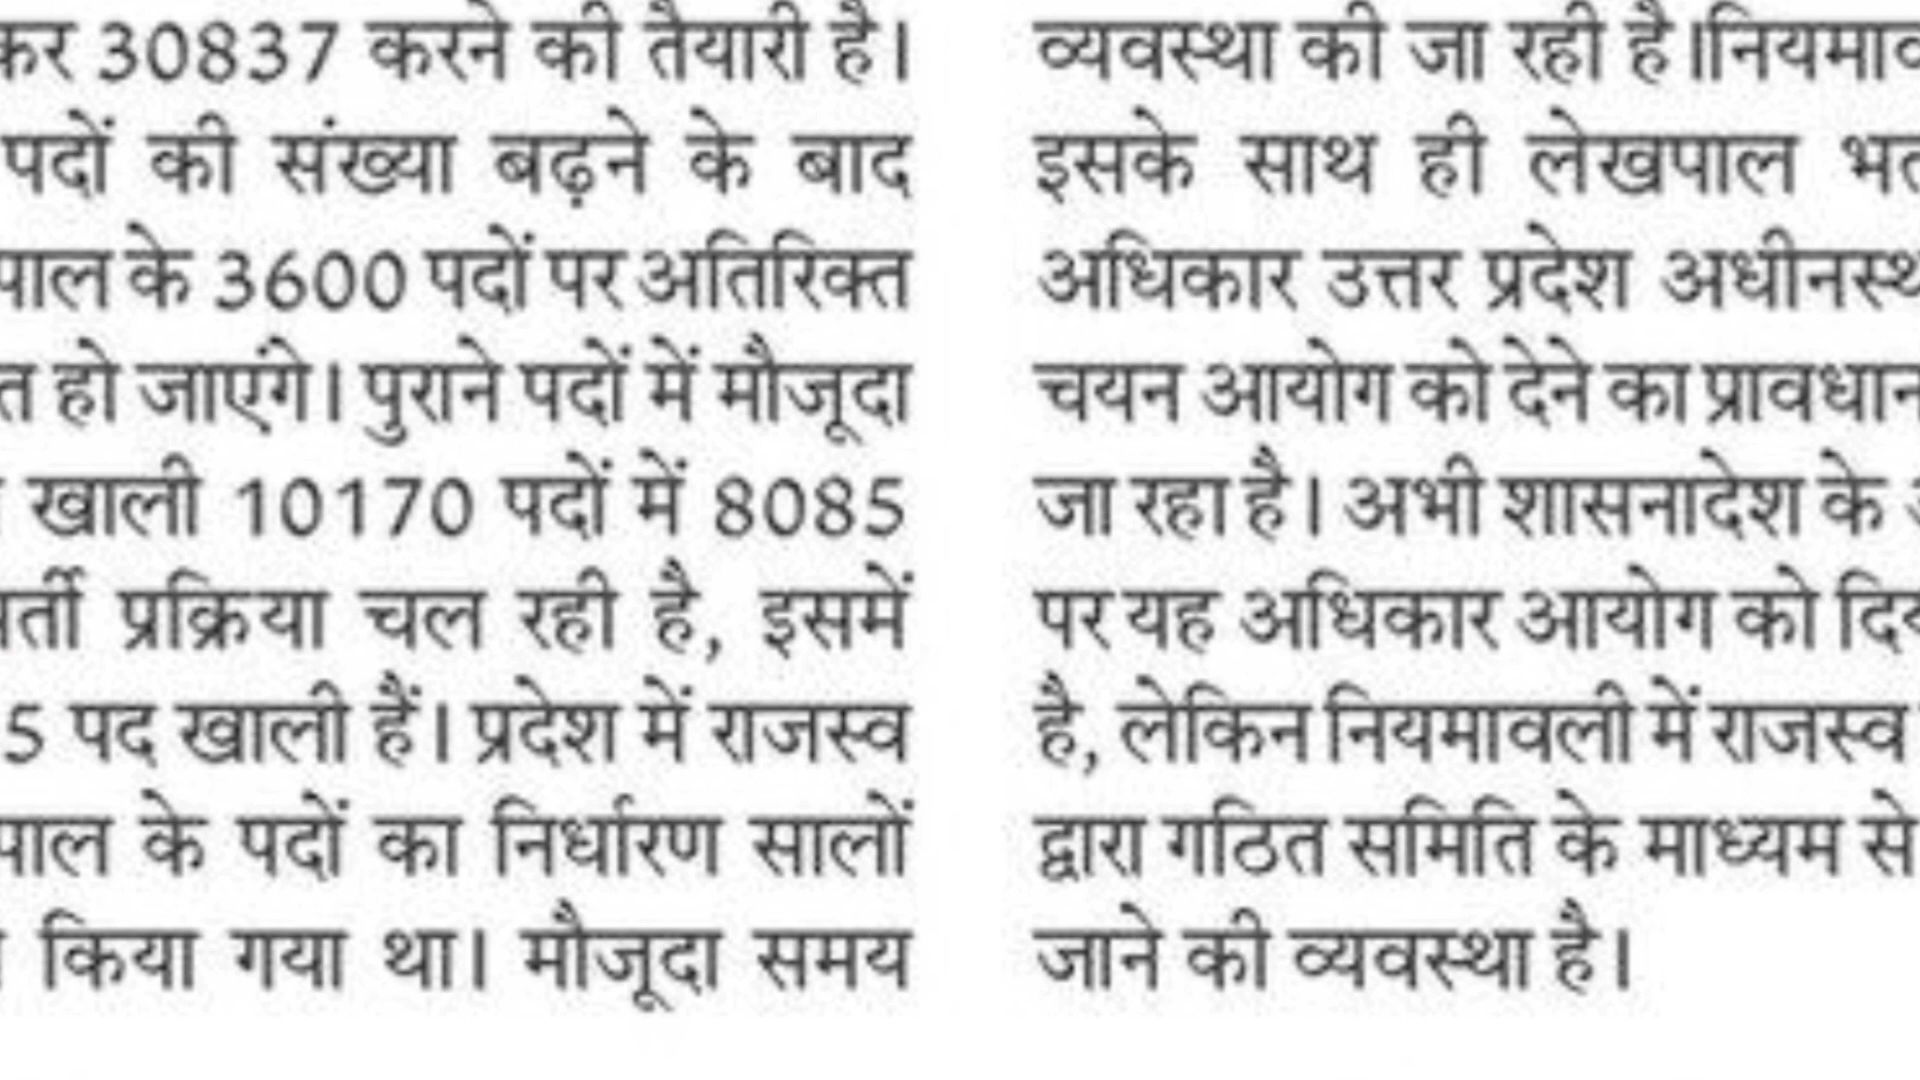 कर 30837 करने की तैयारी है।
पदों की संख्या बढ़ने के बाद
पाल के 3600 पदों पर अतिरिक्त
त हो जाएंगे। पुराने पदों में मौजूदा
खाली 10170 पदों में 8085
भर्ती प्रक्रिया चल रही है, इसमें
5 पद खाली हैं। प्रदेश में राजस्व
पाल के पदों का निर्धारण सालों
किया गया था। मौजूदा समय
व्यवस्था की जा रही है।नियमाव
इसके साथ ही लेखपाल भर्त
अधिकार उत्तर प्रदेश अधीनस्थ
चयन आयोग को देने का प्रावधान
जा रहा है। अभी शासनादेश के
पर यह अधिकार आयोग को दिय
है, लेकिन नियमावली में राजस्व
द्वारा गठित समिति के माध्यम से
जाने की व्यवस्था है।